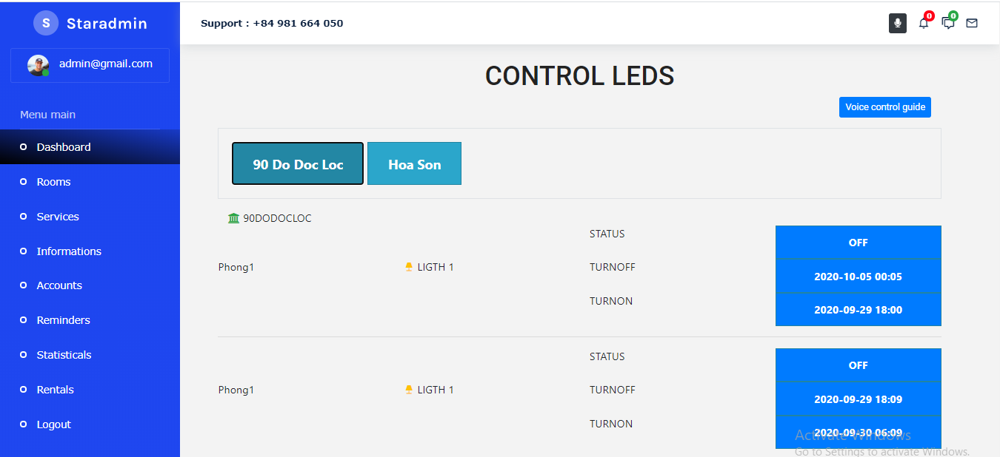 S Staradmin
Support : +84 981 664 050
0
0
admin@gmail.com
Menu main
Dashboard
Rooms
Services
Informations
Accounts
Reminders
Statisticals
Rentals
Logout
CONTROL LEDS
Voice control guide
90 Do Doc Loc
Hoa Son
90DODOCLOC
Phong1
LIGTH 1
STATUS
OFF
TURNOFF
2020-10-05 00:05
TURNON
2020-09-29 18:00
Phong1
LIGTH 1
STATUS
OFF
TURNOFF
2020-09-29 18:09
TURNON
2020-09-30 06:09
Activate Windows
Go to Settings to activate Windows.